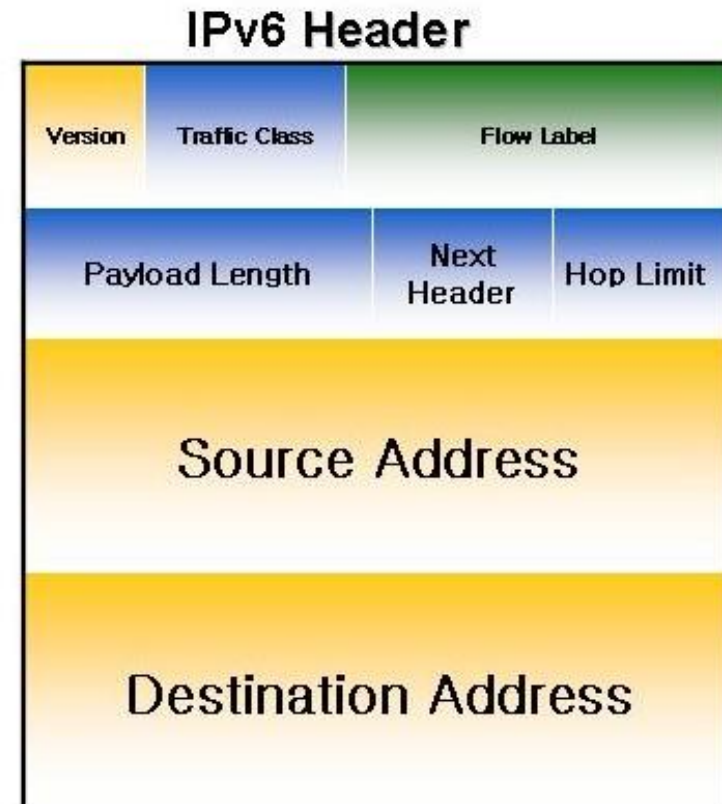 IPv6 Header
Version Traffic Class Flow Label
Payload Length Next Header Hop Limit
Source Address
Destination Address